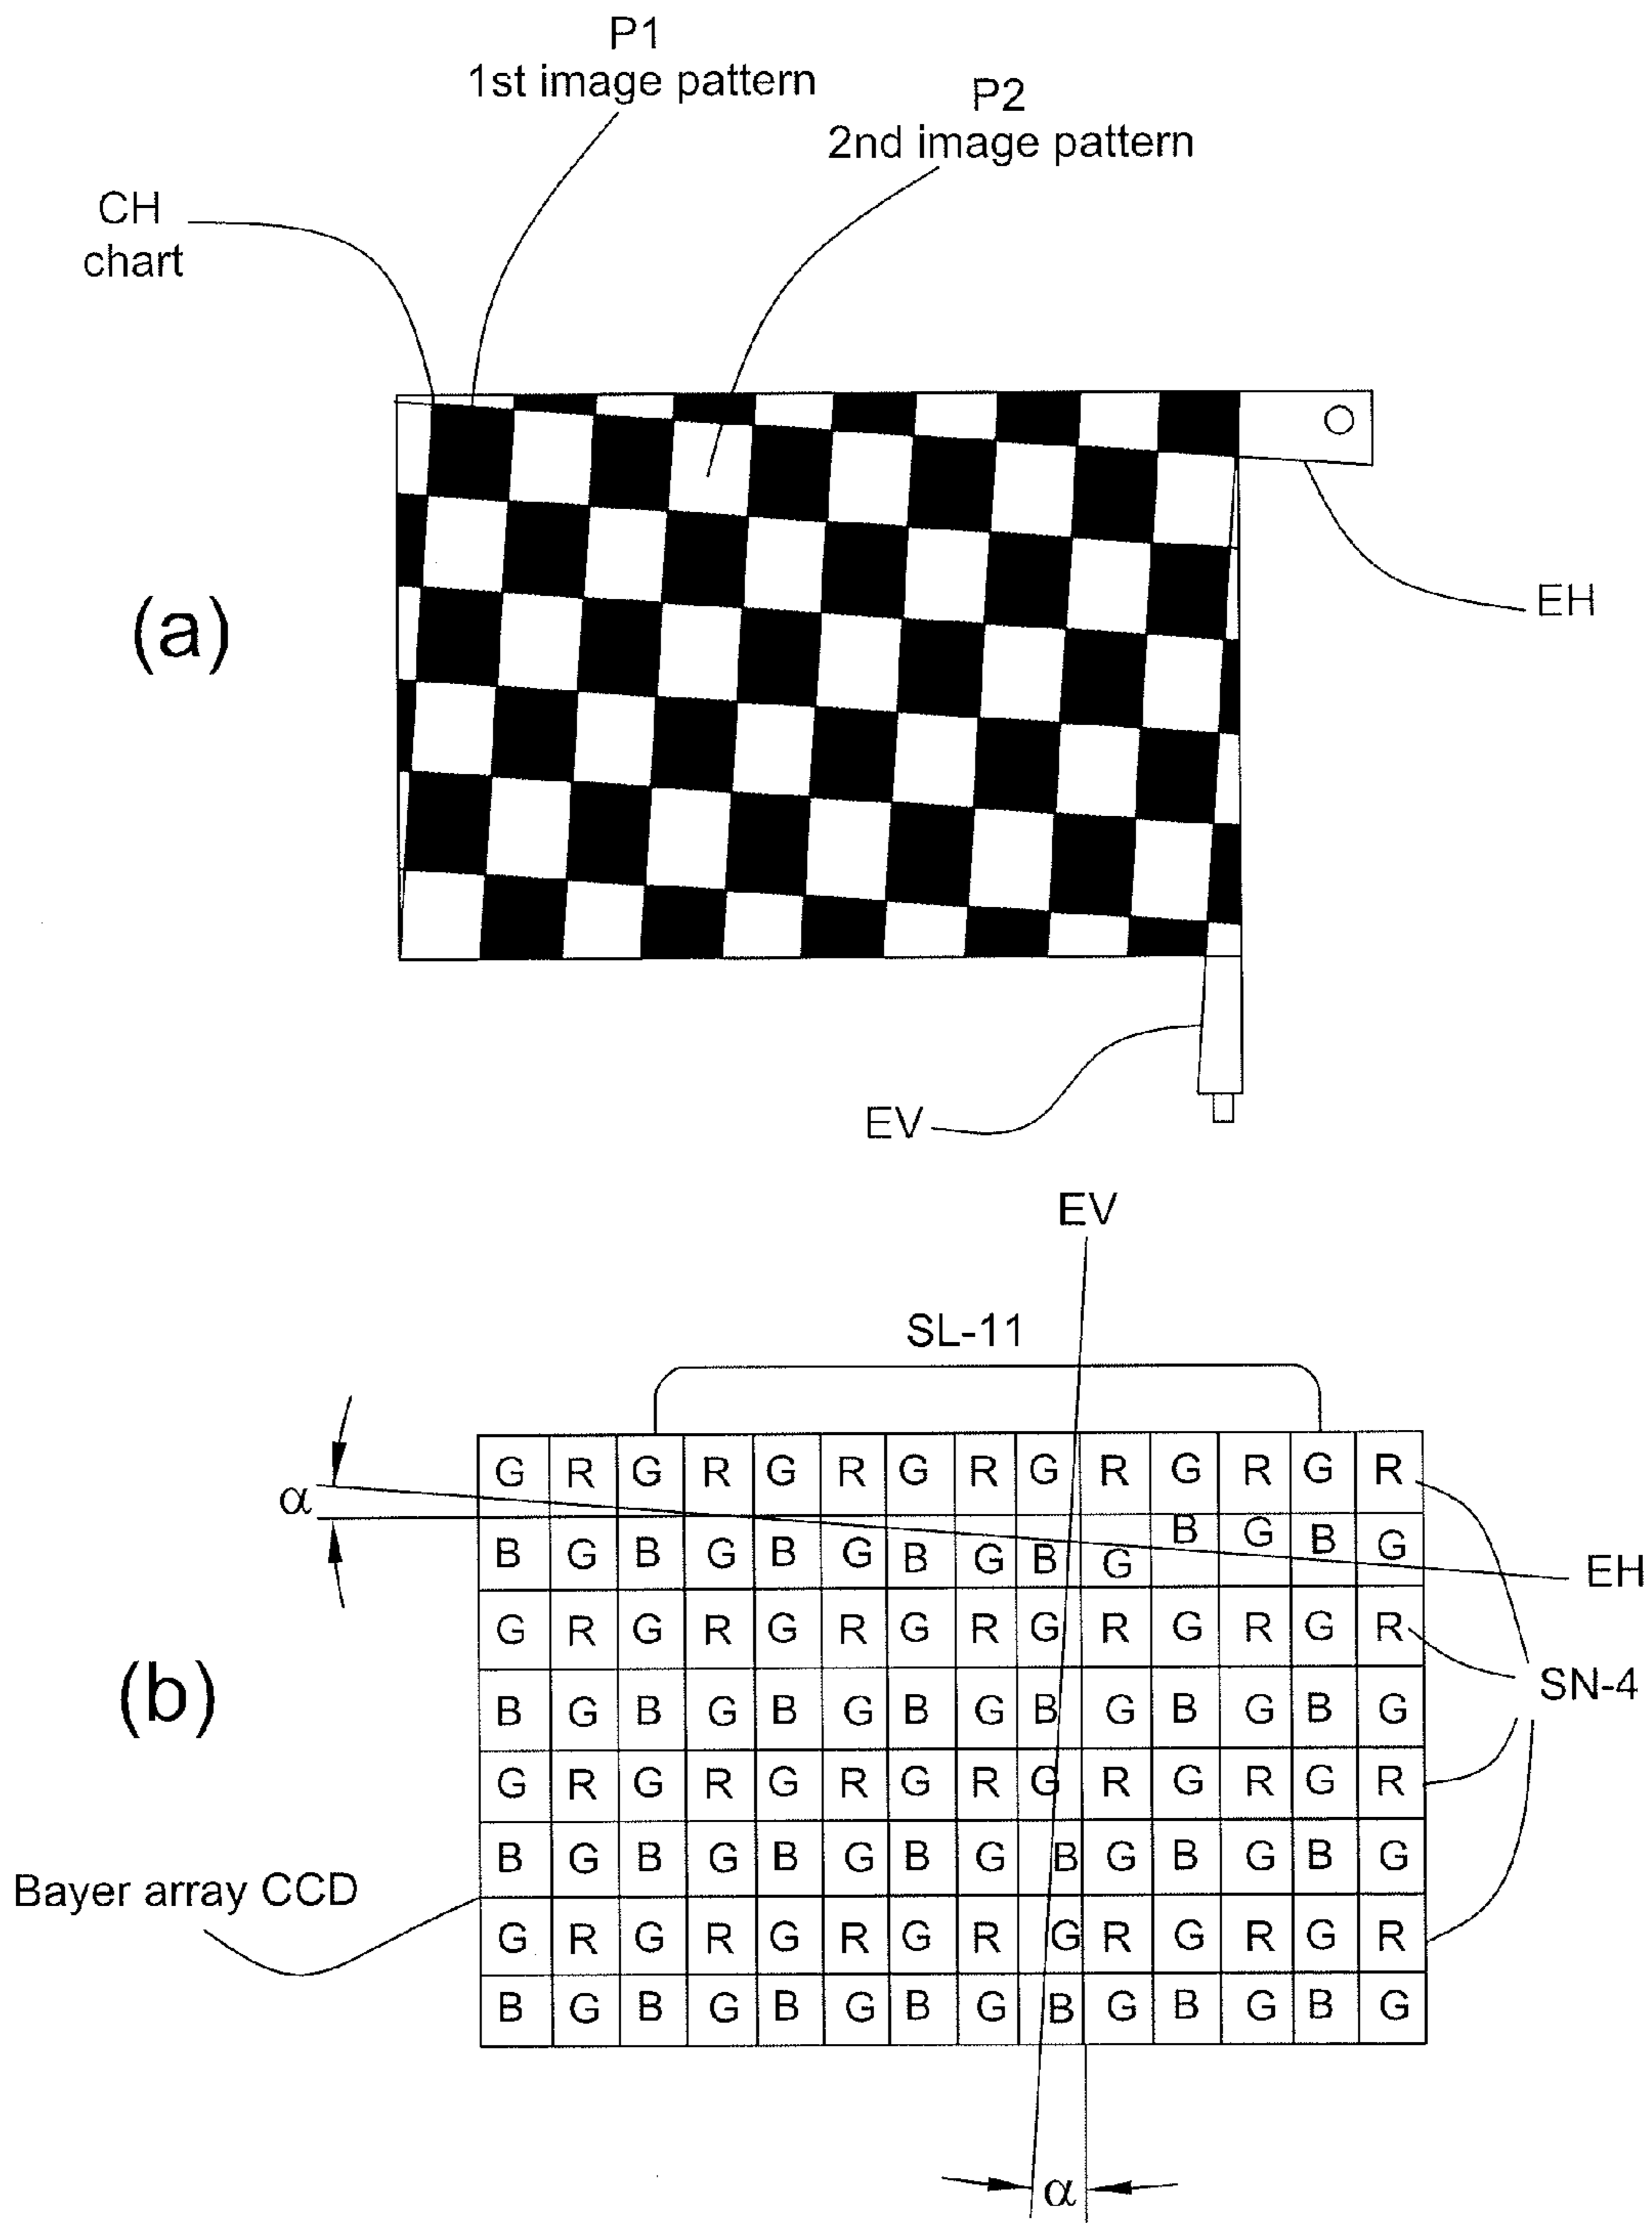 P1
1st image pattern
P2
2nd image pattern
CH
chart
(a)
EH
EV
EV
SL-11
α
G R G R G R G R G R G R G R
B G B G B G B G B G B G B G
EH
G R G R G R G R G R G R G R
(b)
B G B G B G B G B G B G B G
SN-4
G R G R G R G R G R G R G R
B G B G B G B G B G B G B G
Bayer array CCD
G R G R G R G R G R G R G R
B G B G B G B G B G B G B G
α